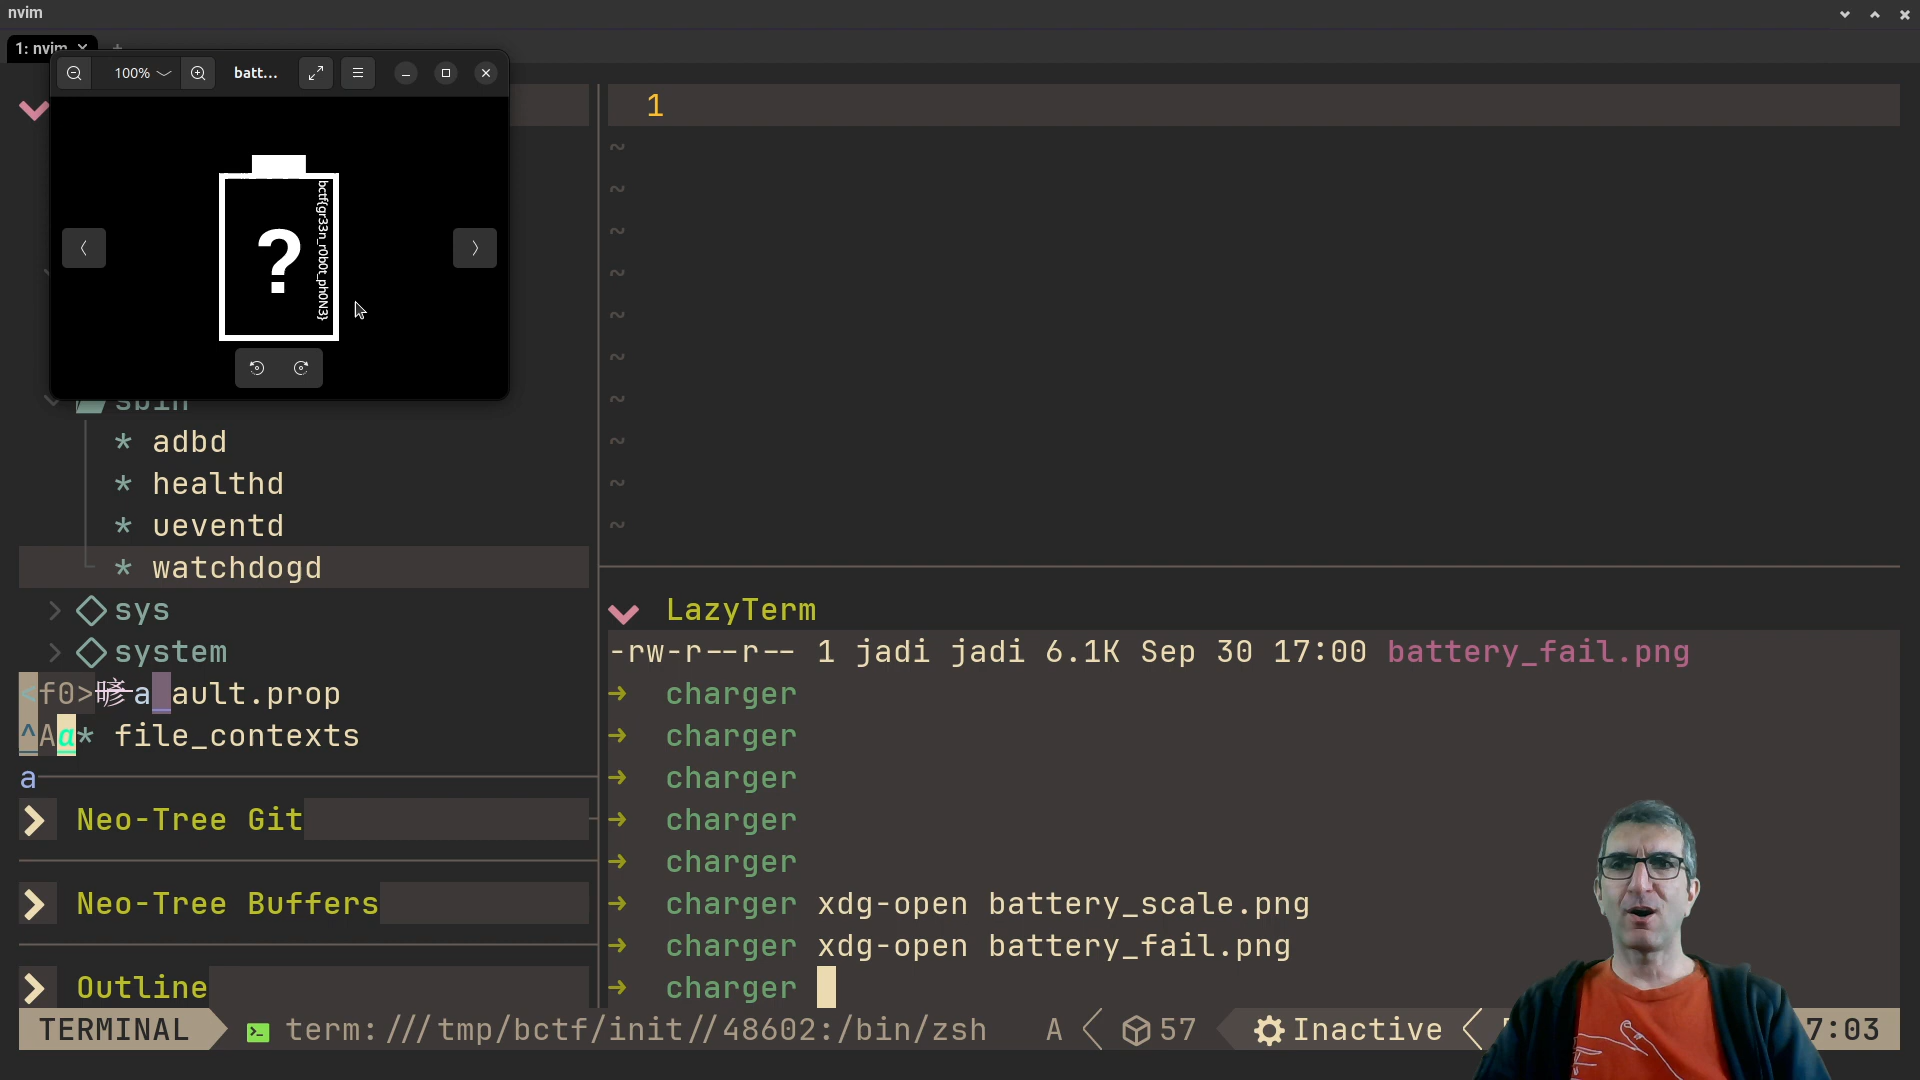 nvim
1: nvim
100%
batt...
?
bctf{gr33n_r0b0t_ph0N3}
sbin
* adbd
* healthd
* ueventd
* watchdogd
sys
system
<f0> a ault.prop
^Aa* file_contexts
a
Neo-Tree Git
Neo-Tree Buffers
Outline
1
~
~
~
~
~
~
~
~
~
~
LazyTerm
-rw-r--r-- 1 jadi jadi 6.1K Sep 30 17:00 battery_fail.png
→ charger
→ charger
→ charger
→ charger
→ charger
→ charger xdg-open battery_scale.png
→ charger xdg-open battery_fail.png
→ charger
TERMINAL term:///tmp/bctf/init//48602:/bin/zsh A 57 Inactive 7:03